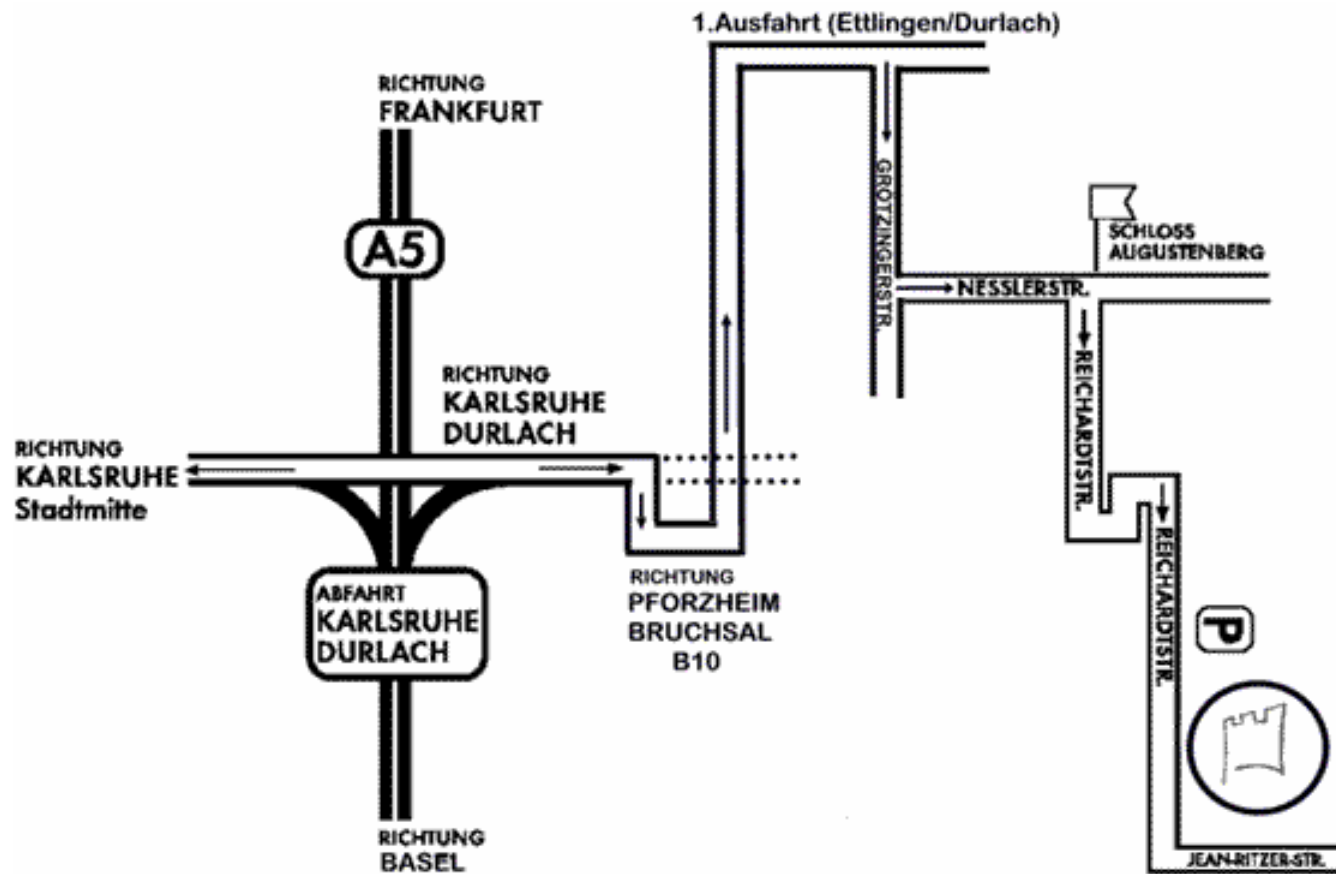 1.Ausfahrt (Ettlingen/Durlach)
RICHTUNG
FRANKFURT
A5
GRÖTZINGERSTR.
SCHLOSS
AUGUSTENBERG
NESSLERSTR.
RICHTUNG
KARLSRUHE
DURLACH
RICHTUNG
KARLSRUHE
Stadtmitte
REICHARDTSTR.
ABFAHRT
KARLSRUHE
DURLACH
RICHTUNG
PFORZHEIM
BRUCHSAL
B10
REICHARDTSTR.
P
RICHTUNG
BASEL
JEAN-RITZER-STR.